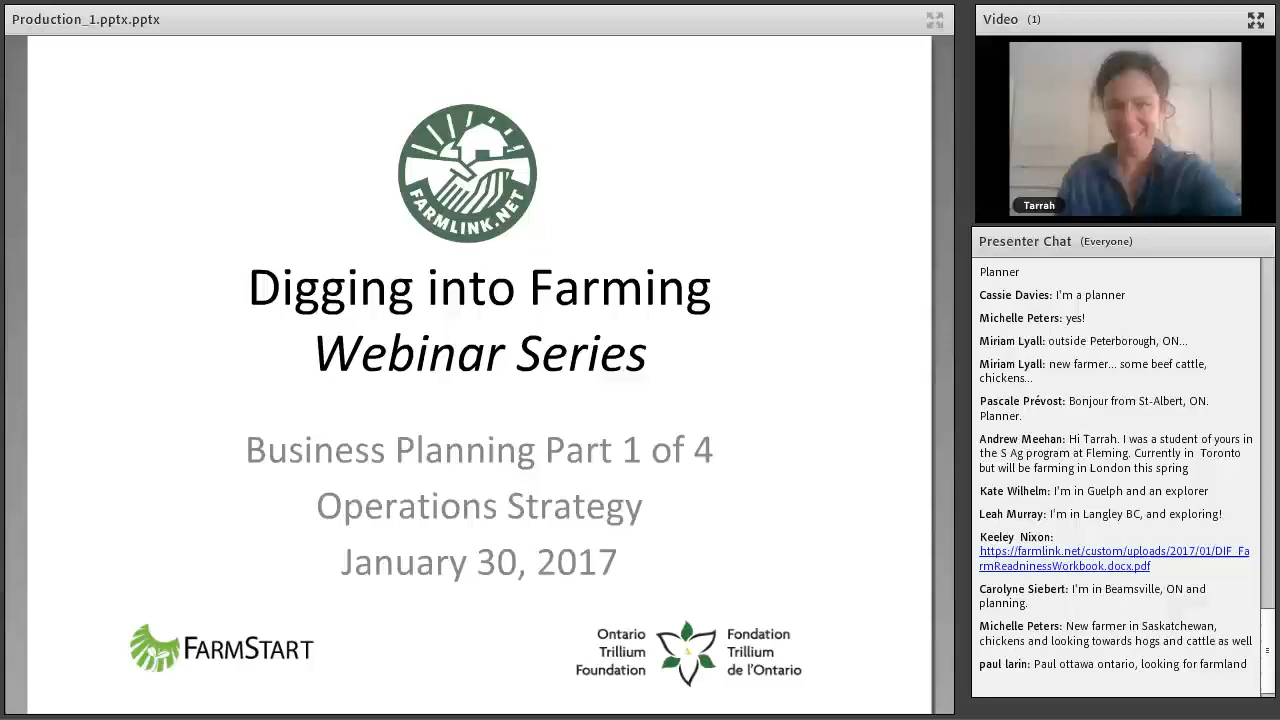 Production_1.pptx.pptx
FARMLINK.NET
Digging into Farming
Webinar Series
Business Planning Part 1 of 4
Operations Strategy
January 30, 2017
FARMSTART
Ontario
Trillium
Foundation
Fondation
Trillium
de l'Ontario
Video (1)
Tarrah
Presenter Chat (Everyone)
Planner
Cassie Davies: I'm a planner
Michelle Peters: yes!
Miriam Lyall: outside Peterborough, ON...
Miriam Lyall: new farmer... some beef cattle,
chickens...
Pascale Prévost: Bonjour from St-Albert, ON.
Planner.
Andrew Meehan: Hi Tarrah. I was a student of yours in
the S Ag program at Fleming. Currently in Toronto
but will be farming in London this spring
Kate Wilhelm: I'm in Guelph and an explorer
Leah Murray: I'm in Langley BC, and exploring!
Keeley Nixon:
https://farmlink.net/custom/uploads/2017/01/DIF_Fa
rmReadninessWorkbook.docx.pdf
Carolyne Siebert: I'm in Beamsville, ON and
planning.
Michelle Peters: New farmer in Saskatchewan,
chickens and looking towards hogs and cattle as well
paul larin: Paul ottawa ontario, looking for farmland